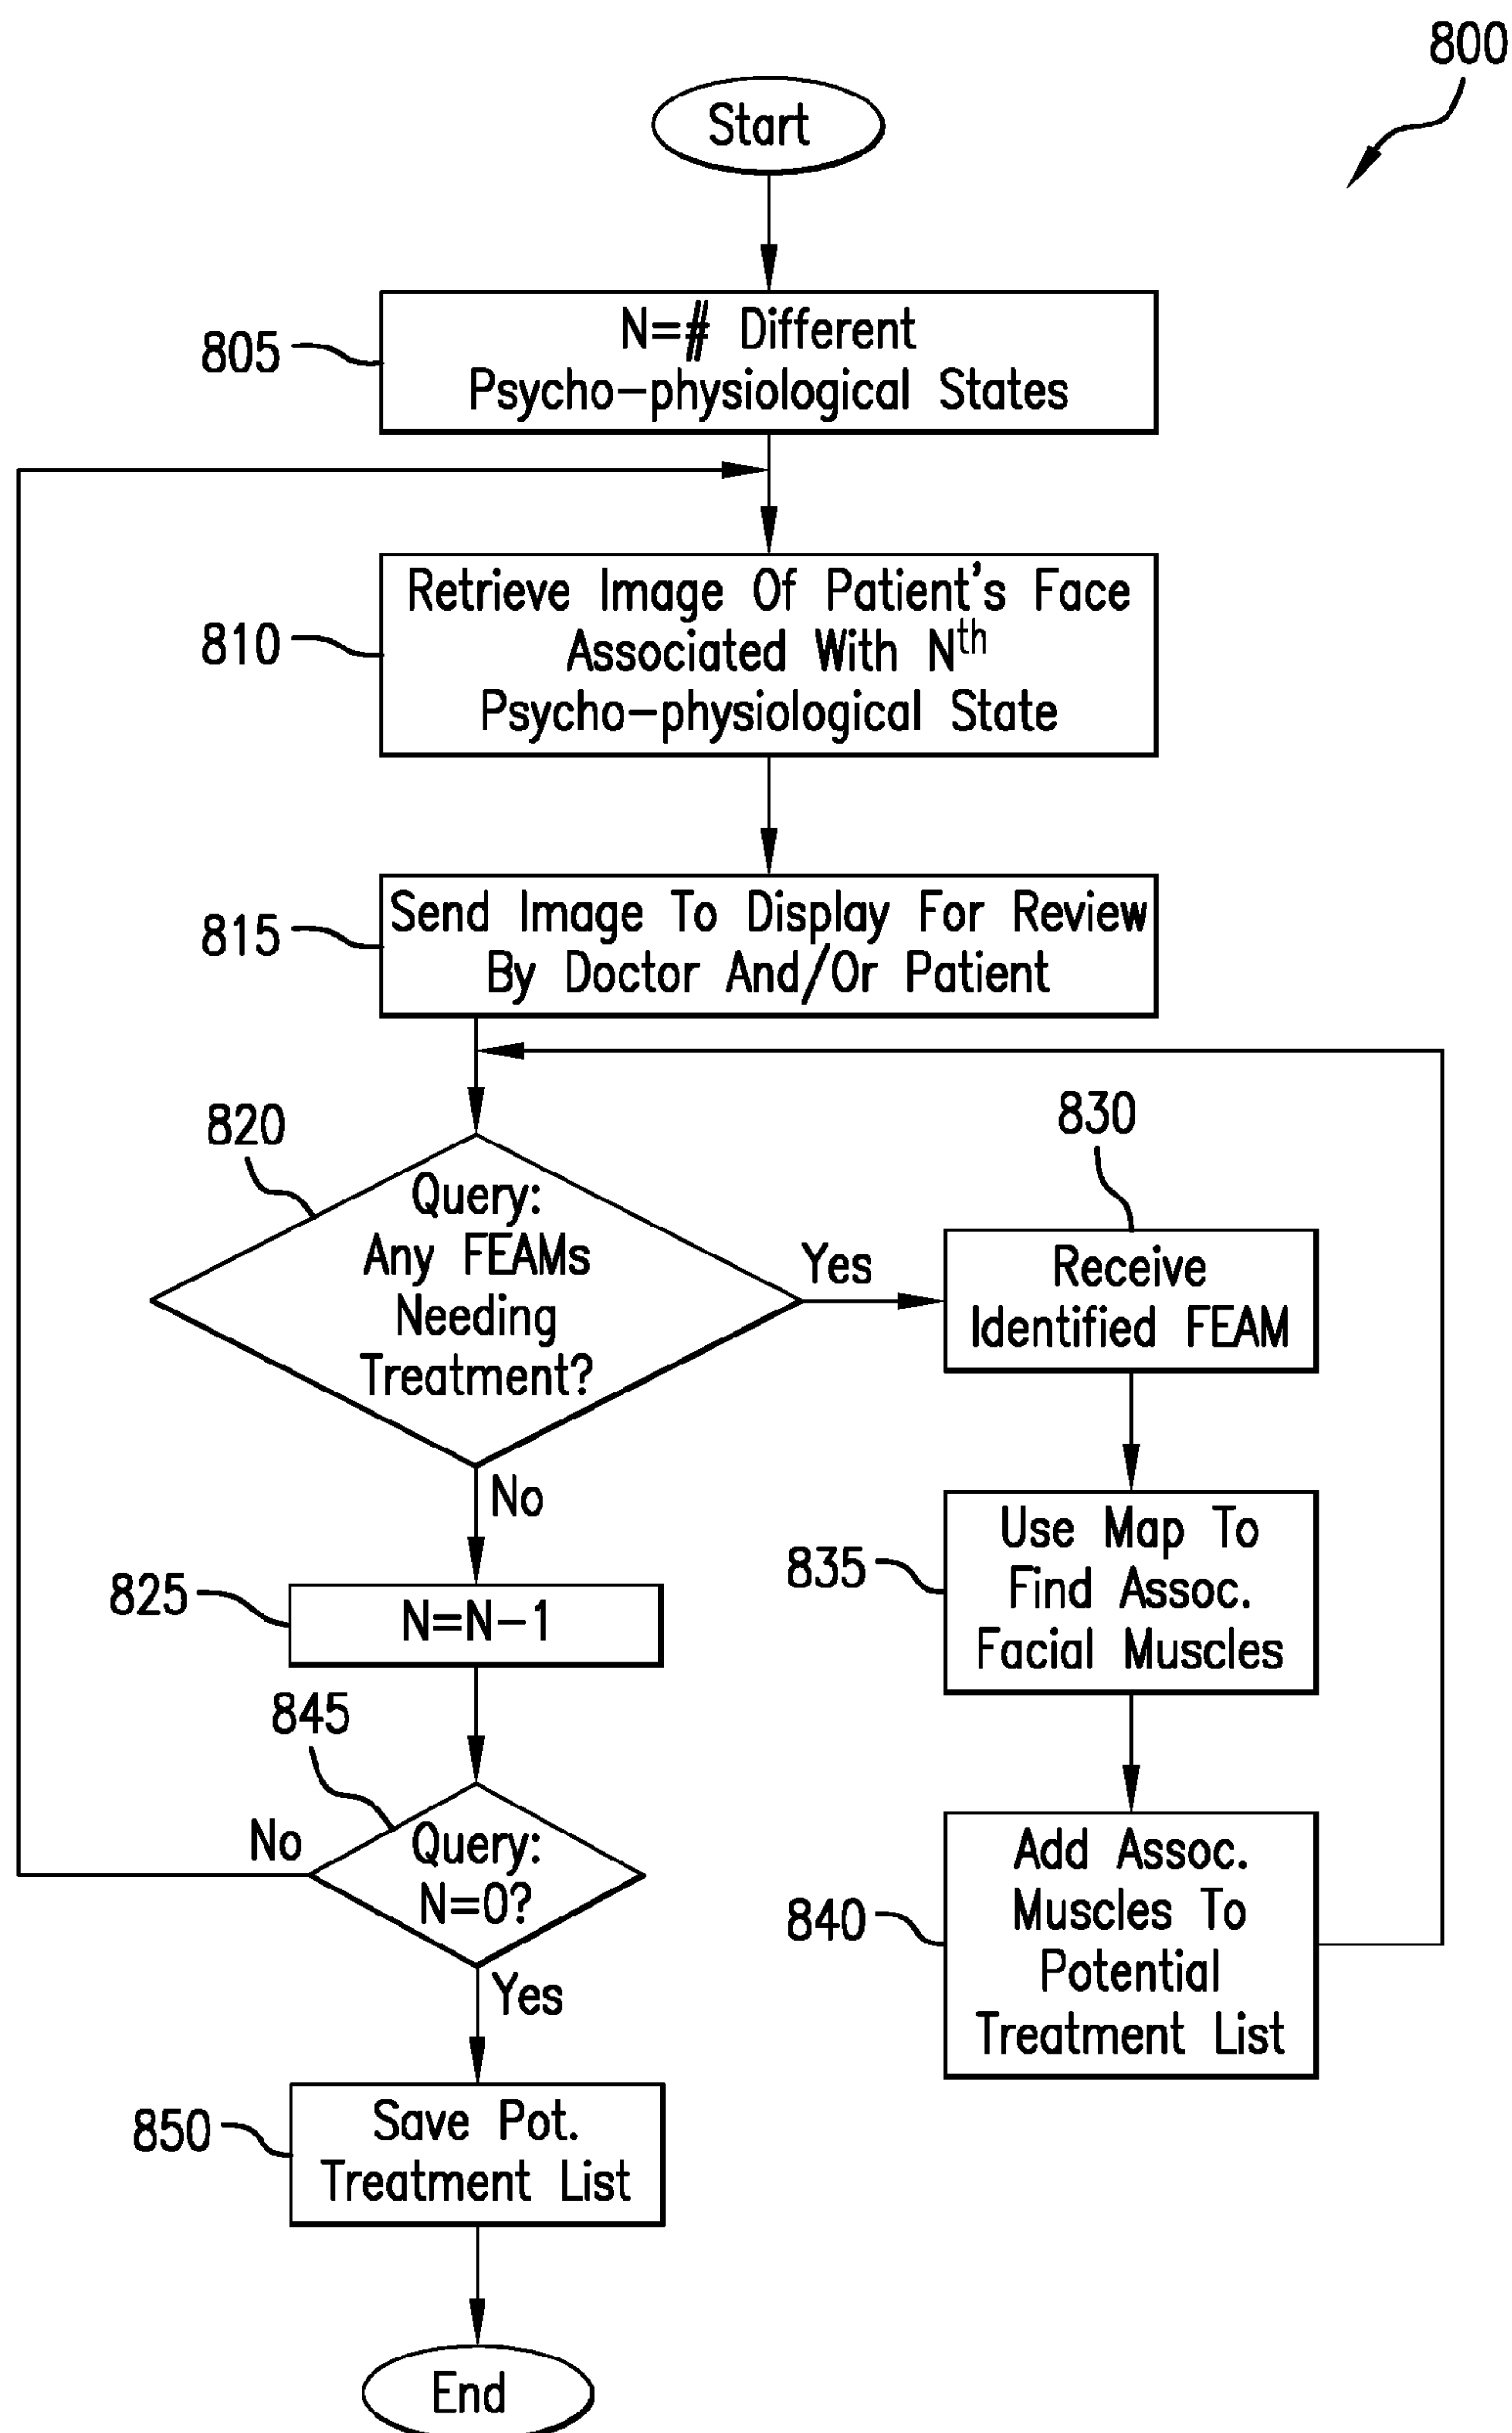 800
Start
805
N=# Different
Psycho-physiological States
810
Retrieve Image Of Patient's Face
Associated With Nth
Psycho-physiological State
815
Send Image To Display For Review
By Doctor And/Or Patient
820
Query:
Any FEAMs
Needing
Treatment?
Yes
No
830
Receive
Identified FEAM
835
Use Map To
Find Assoc.
Facial Muscles
840
Add Assoc.
Muscles To
Potential
Treatment List
825
N=N-1
845
Query:
N=0?
No
Yes
850
Save Pot.
Treatment List
End